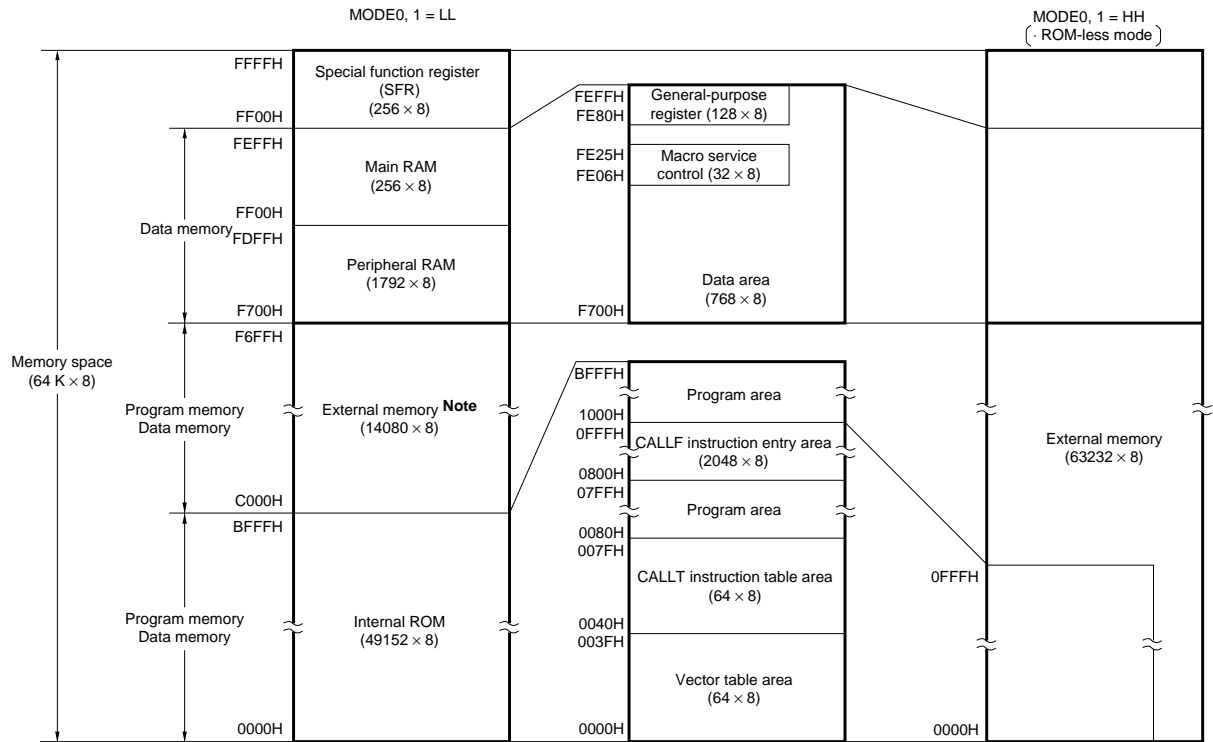 MODE0, 1 = LL
MODE0, 1 = HH
( · ROM-less mode )
FFFFH
Special function register
(SFR)
(256 × 8)
FF00H
FEFFH
Main RAM
(256 × 8)
FF00H
Data memory
FDFFH
Peripheral RAM
(1792 × 8)
F700H
F6FFH
Memory space
(64 K × 8)
Program memory
Data memory
External memory Note
(14080 × 8)
C000H
BFFFH
Program memory
Data memory
Internal ROM
(49152 × 8)
0000H
FEFFH
General-purpose
register (128 × 8)
FE80H
FE25H
Macro service
control (32 × 8)
FE06H
Data area
(768 × 8)
F700H
BFFFH
Program area
1000H
0FFFH
CALLF instruction entry area
(2048 × 8)
0800H
07FFH
Program area
0080H
007FH
CALLT instruction table area
(64 × 8)
0040H
003FH
Vector table area
(64 × 8)
0000H
External memory
(63232 × 8)
0FFFH
0000H